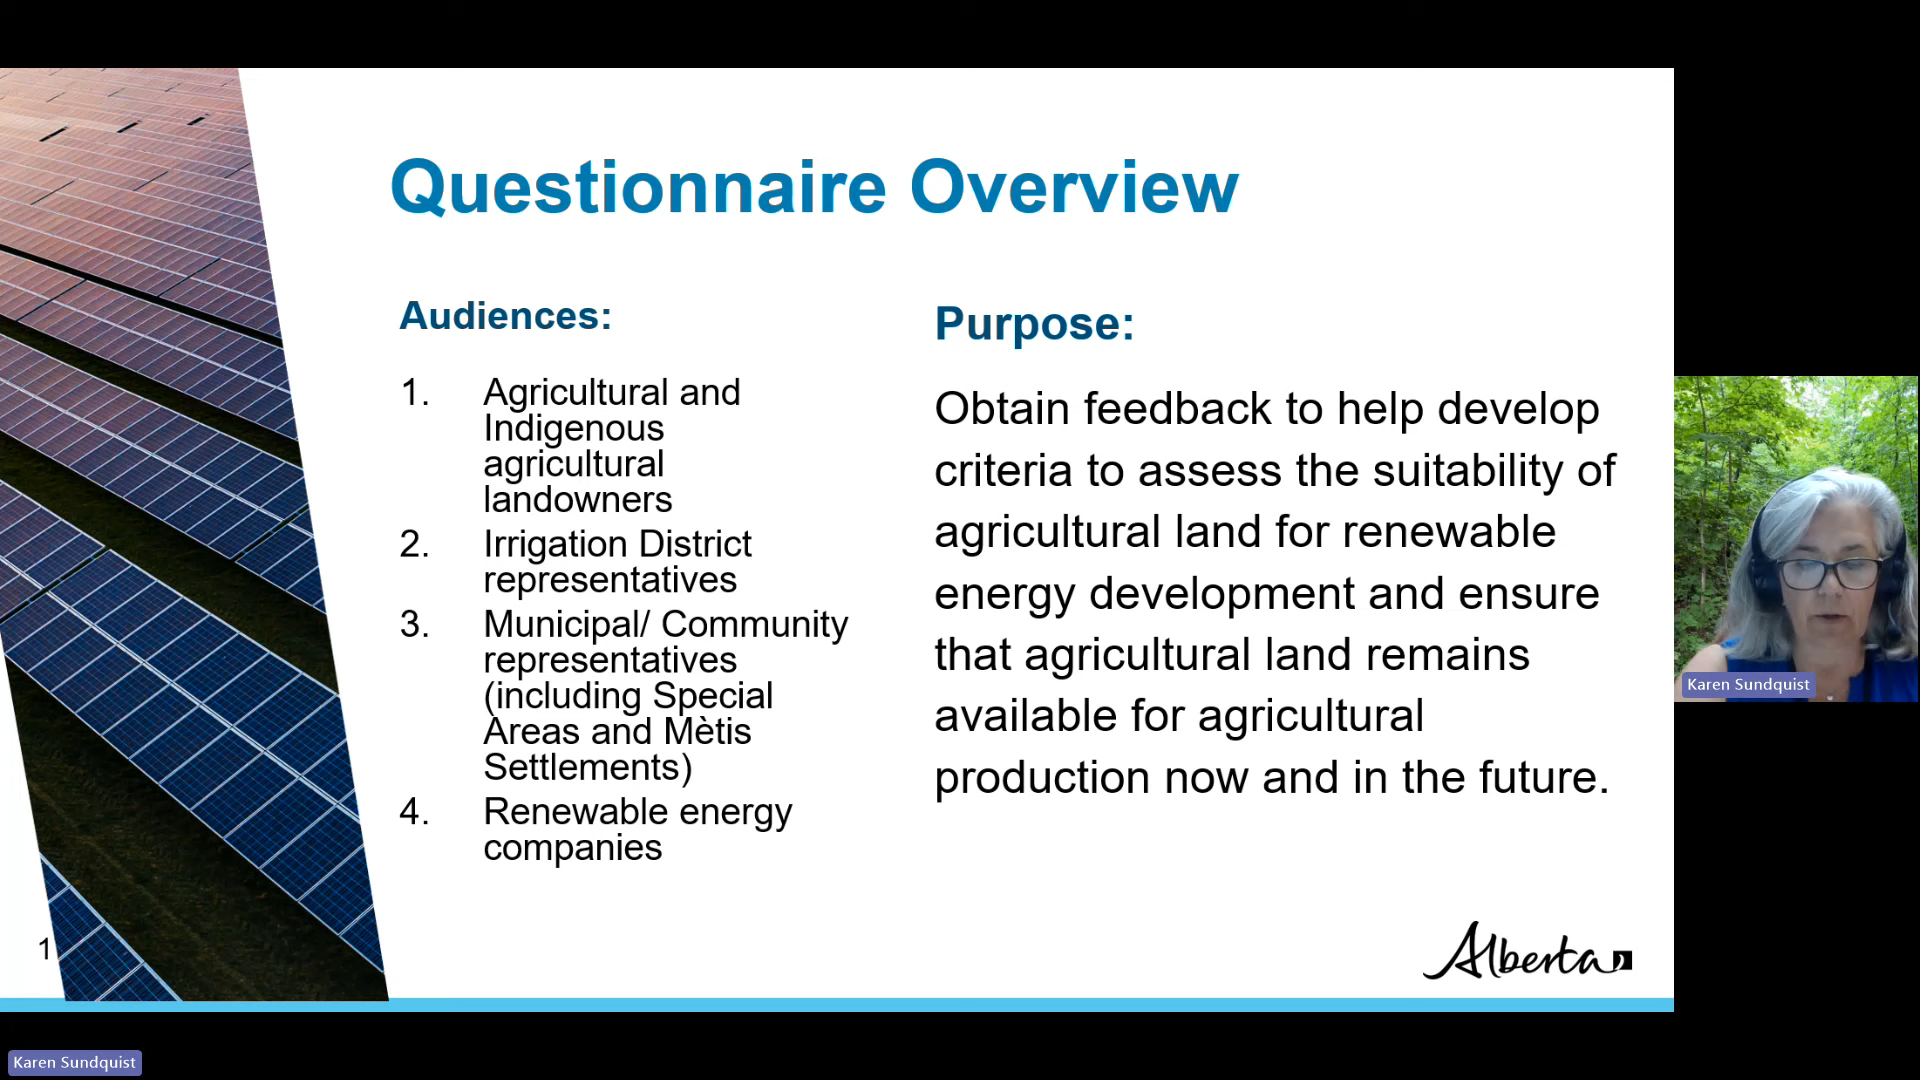 Questionnaire Overview
Audiences:
1. Agricultural and
Indigenous
agricultural
landowners
2. Irrigation District
representatives
3. Municipal/ Community
representatives
(including Special
Areas and Mètis
Settlements)
4. Renewable energy
companies
Purpose:
Obtain feedback to help develop
criteria to assess the suitability of
agricultural land for renewable
energy development and ensure
that agricultural land remains
available for agricultural
production now and in the future.
1
Alberta
Karen Sundquist
Karen Sundquist